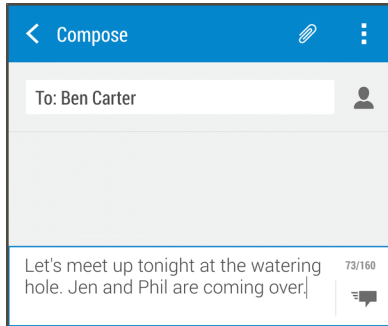 Compose
To: Ben Carter
Let's meet up tonight at the watering
73/160
hole. Jen and Phil are coming over.